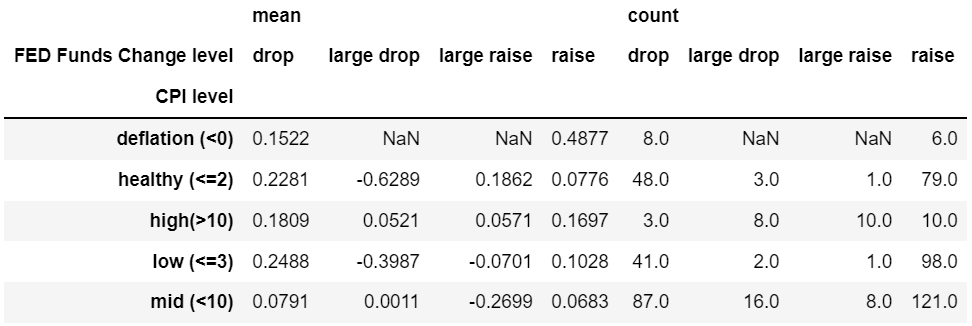 mean count
FED Funds Change level drop large drop large raise raise drop large drop large raise raise
CPI level
deflation (<0) 0.1522 NaN NaN 0.4877 8.0 NaN NaN 6.0
healthy (<=2) 0.2281 -0.6289 0.1862 0.0776 48.0 3.0 1.0 79.0
high(>10) 0.1809 0.0521 0.0571 0.1697 3.0 8.0 10.0 10.0
low (<=3) 0.2488 -0.3987 -0.0701 0.1028 41.0 2.0 1.0 98.0
mid (<10) 0.0791 0.0011 -0.2699 0.0683 87.0 16.0 8.0 121.0